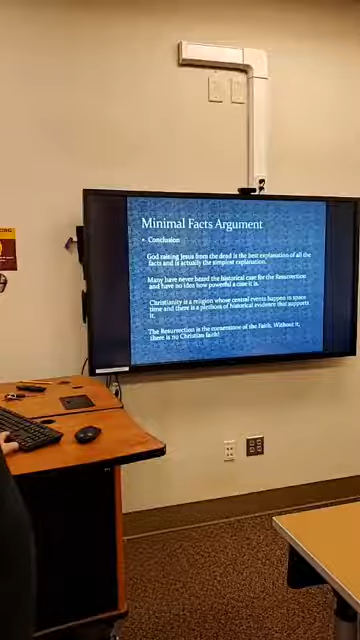 Minimal Facts Argument
• Conclusion
God raising Jesus from the dead is the best explanation of all the
facts and is actually the simplest explanation.
Many have never heard the historical case for the Resurrection
and have no idea how powerful a case it is.
Christianity is a religion whose central events happen in space
time and there is a plethora of historical evidence that supports
it.
The Resurrection is the cornerstone of the Faith. Without it,
there is no Christian faith!